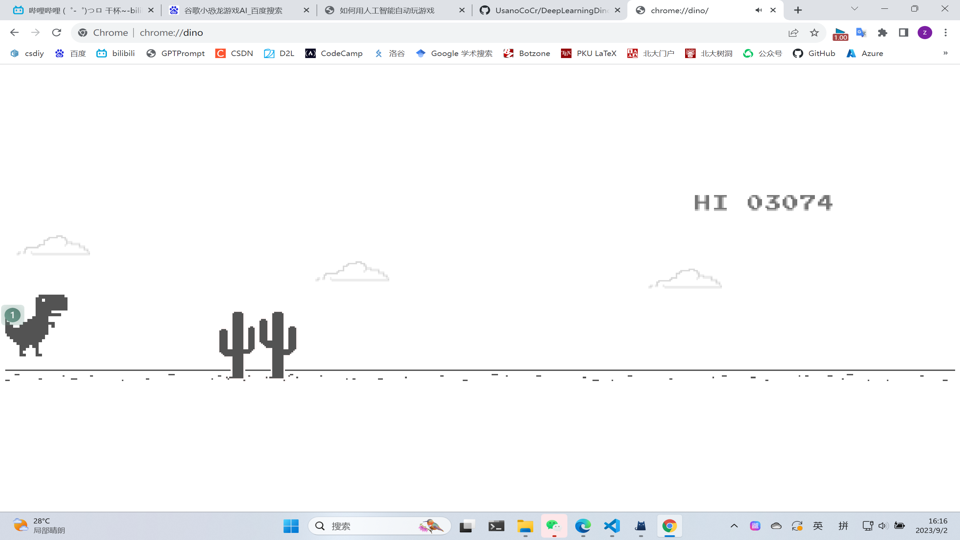 哔哩哔哩 (゜-゜)つロ 干杯~-bili
谷歌小恐龙游戏AI_百度搜索
如何用人工智能自动玩游戏
UsanoCoCr/DeepLearningDin
chrome://dino/
Chrome | chrome://dino
1.00
z
csdiy
百度
bilibili
GPTPrompt
CSDN
D2L
CodeCamp
洛谷
Google 学术搜索
Botzone
PKU LaTeX
北大门户
北大树洞
公众号
GitHub
Azure
»
HI 03074
1
28°C
局部晴朗
搜索
英
拼
16:16
2023/9/2